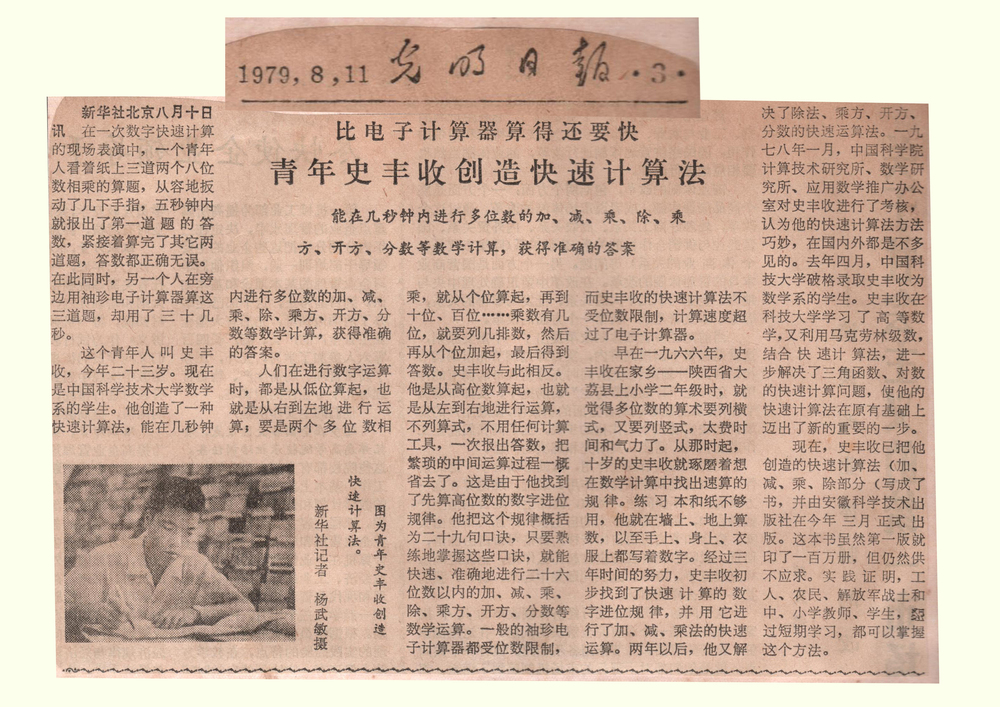 1979,8,11 光明日報 ·3·
比电子计算器算得还要快
青年史丰收创造快速计算法
能在几秒钟内进行多位数的加、减、乘、除、乘
方、开方、分数等数学计算，获得准确的答案
新华社北京八月十日
讯　在一次数字快速计算
的现场表演中，一个青年
人看着纸上三道两个八位
数相乘的算题，从容地扳
动了几下手指，五秒钟内
就报出了第一道题的答
数，紧接着算完了其它两
道题，答数都正确无误。
在此同时，另一个人在旁
边用袖珍电子计算器算这
三道题，却用了三十几
秒。
这个青年人叫史丰
收，今年二十三岁。现在
是中国科学技术大学数学
系的学生。他创造了一种
快速计算法，能在几秒钟
内进行多位数的加、减、
乘、除、乘方、开方、分
数等数学计算，获得准确
的答案。
人们在进行数字运算
时，都是从低位算起，也
就是从右到左地进行运
算；要是两个多位数相
乘，就从个位算起，再到
十位、百位……乘数有几
位，就要列几排数，然后
再从个位加起，最后得到
答数。史丰收与此相反。
他是从高位数算起，也就
是从左到右地进行运算，
不列算式，不用任何计算
工具，一次报出答数，把
繁琐的中间运算过程一概
省去了。这是由于他找到
了先算高位数的数字进位
规律。他把这个规律概括
为二十九句口诀，只要熟
练地掌握这些口诀，就能
快速、准确地进行二十六
位数以内的加、减、乘、
除、乘方、开方、分数等
数学运算。一般的袖珍电
子计算器都受位数限制，
而史丰收的快速计算法不
受位数限制，计算速度超
过了电子计算器。
早在一九六六年，史
丰收在家乡——陕西省大
荔县上小学二年级时，就
觉得多位数的算术要列横
式，又要列竖式，太费时
间和气力了。从那时起，
十岁的史丰收就琢磨着想
在数学计算中找出速算的
规律。练习本和纸不够
用，他就在墙上、地上算
数，以至手上、身上、衣
服上都写着数字。经过三
年时间的努力，史丰收初
步找到了快速计算的数
字进位规律，并用它进
行了加、减、乘法的快速
运算。两年以后，他又解
决了除法、乘方、开方、
分数的快速运算法。一九
七八年一月，中国科学院
计算技术研究所、数学研
究所、应用数学推广办公
室对史丰收进行了考核，
认为他的快速计算法方法
巧妙，在国内外都是不多
见的。去年四月，中国科
技大学破格录取史丰收为
数学系的学生。史丰收在
科技大学学习了高等数
学，又利用马克劳林级数，
结合快速计算法，进一
步解决了三角函数、对数
的快速计算问题，使他的
快速计算法在原有基础上
迈出了新的重要的一步。
现在，史丰收已把他
创造的快速计算法（加、
减、乘、除部分（写成了
书，并由安徽科学技术出
版社在今年三月正式出
版。这本书虽然第一版就
印了一百万册，但仍然供
不应求。实践证明，工
人、农民、解放军战士和
中、小学教师、学生，经
过短期学习，都可以掌握
这个方法。
图为青年史丰收创造
快速计算法。
新华社记者　杨武敏摄